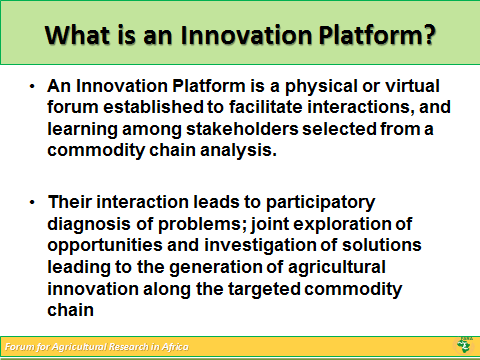 What is an Innovation Platform?
• An Innovation Platform is a physical or virtual
forum established to facilitate interactions, and
learning among stakeholders selected from a
commodity chain analysis.
• Their interaction leads to participatory
diagnosis of problems; joint exploration of
opportunities and investigation of solutions
leading to the generation of agricultural
innovation along the targeted commodity
chain
Forum for Agricultural Research in Africa
FARA